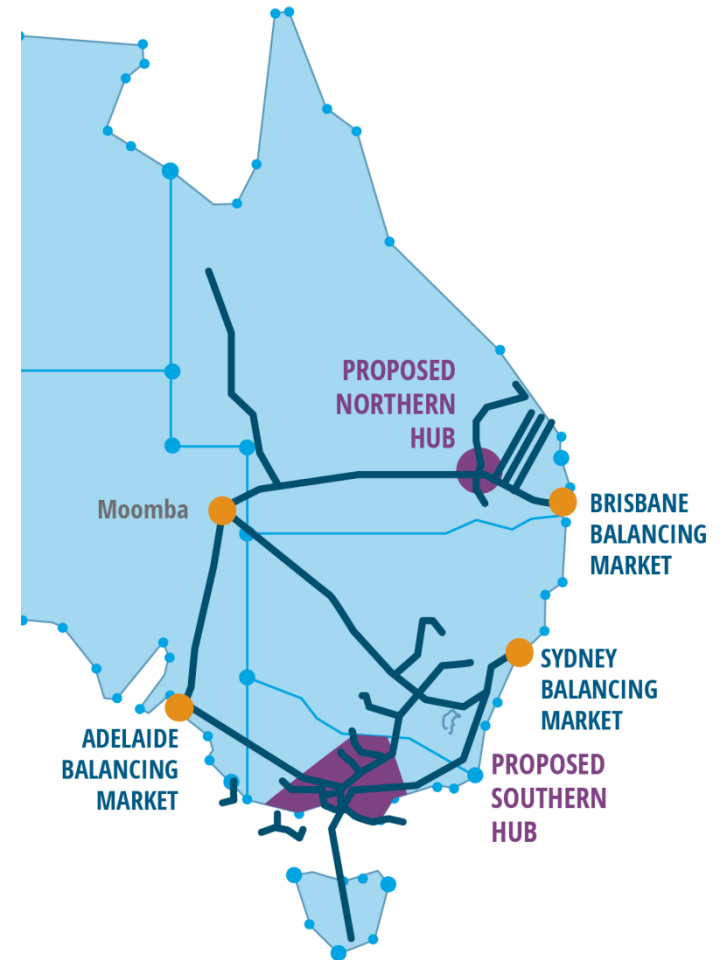 PROPOSED
NORTHERN
HUB
Moomba
BRISBANE
BALANCING
MARKET
SYDNEY
BALANCING
MARKET
ADELAIDE
BALANCING
MARKET
PROPOSED
SOUTHERN
HUB